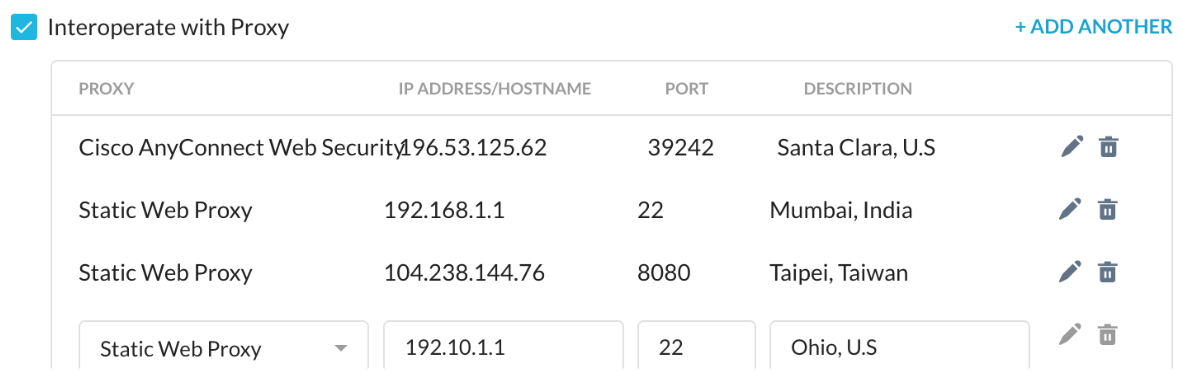 Interoperate with Proxy + ADD ANOTHER
PROXY IP ADDRESS/HOSTNAME PORT DESCRIPTION
Cisco AnyConnect Web Security 196.53.125.62 39242 Santa Clara, U.S
Static Web Proxy 192.168.1.1 22 Mumbai, India
Static Web Proxy 104.238.144.76 8080 Taipei, Taiwan
Static Web Proxy 192.10.1.1 22 Ohio, U.S